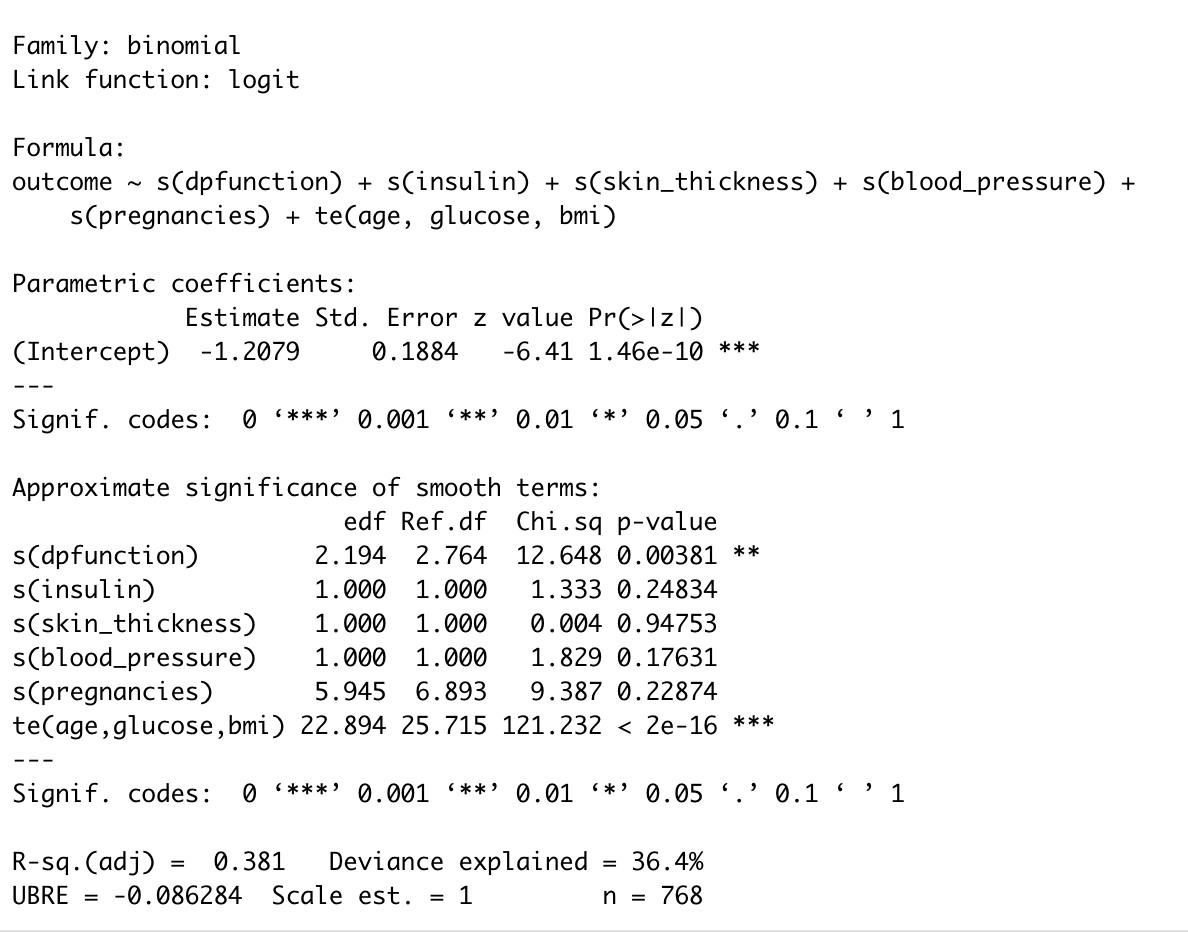 Family: binomial
Link function: logit
Formula:
outcome ~ s(dpfunction) + s(insulin) + s(skin_thickness) + s(blood_pressure) +
    s(pregnancies) + te(age, glucose, bmi)
Parametric coefficients:
            Estimate Std. Error z value Pr(>|z|)
(Intercept)  -1.2079     0.1884   -6.41 1.46e-10 ***
---
Signif. codes:  0 ‘***’ 0.001 ‘**’ 0.01 ‘*’ 0.05 ‘.’ 0.1 ‘ ’ 1
Approximate significance of smooth terms:
                       edf Ref.df  Chi.sq p-value
s(dpfunction)        2.194  2.764  12.648 0.00381 **
s(insulin)           1.000  1.000   1.333 0.24834
s(skin_thickness)    1.000  1.000   0.004 0.94753
s(blood_pressure)    1.000  1.000   1.829 0.17631
s(pregnancies)       5.945  6.893   9.387 0.22874
te(age,glucose,bmi) 22.894 25.715 121.232 < 2e-16 ***
---
Signif. codes:  0 ‘***’ 0.001 ‘**’ 0.01 ‘*’ 0.05 ‘.’ 0.1 ‘ ’ 1
R-sq.(adj) =  0.381   Deviance explained = 36.4%
UBRE = -0.086284  Scale est. = 1         n = 768